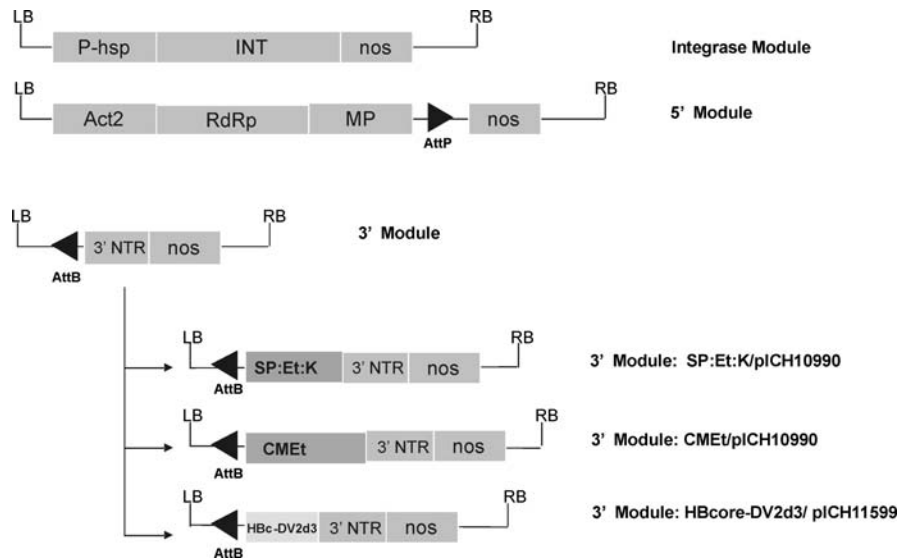 LB RB
P-hsp INT nos Integrase Module
LB RB
Act2 RdRp MP nos 5' Module
AttP
LB RB
3' NTR nos 3' Module
AttB
LB RB
SP:Et:K 3' NTR nos 3' Module: SP:Et:K/pICH10990
AttB
LB RB
CMEt 3' NTR nos 3' Module: CMEt/pICH10990
AttB
LB RB
HBc-DV2d3 3' NTR nos 3' Module: HBcore-DV2d3/ pICH11599
AttB